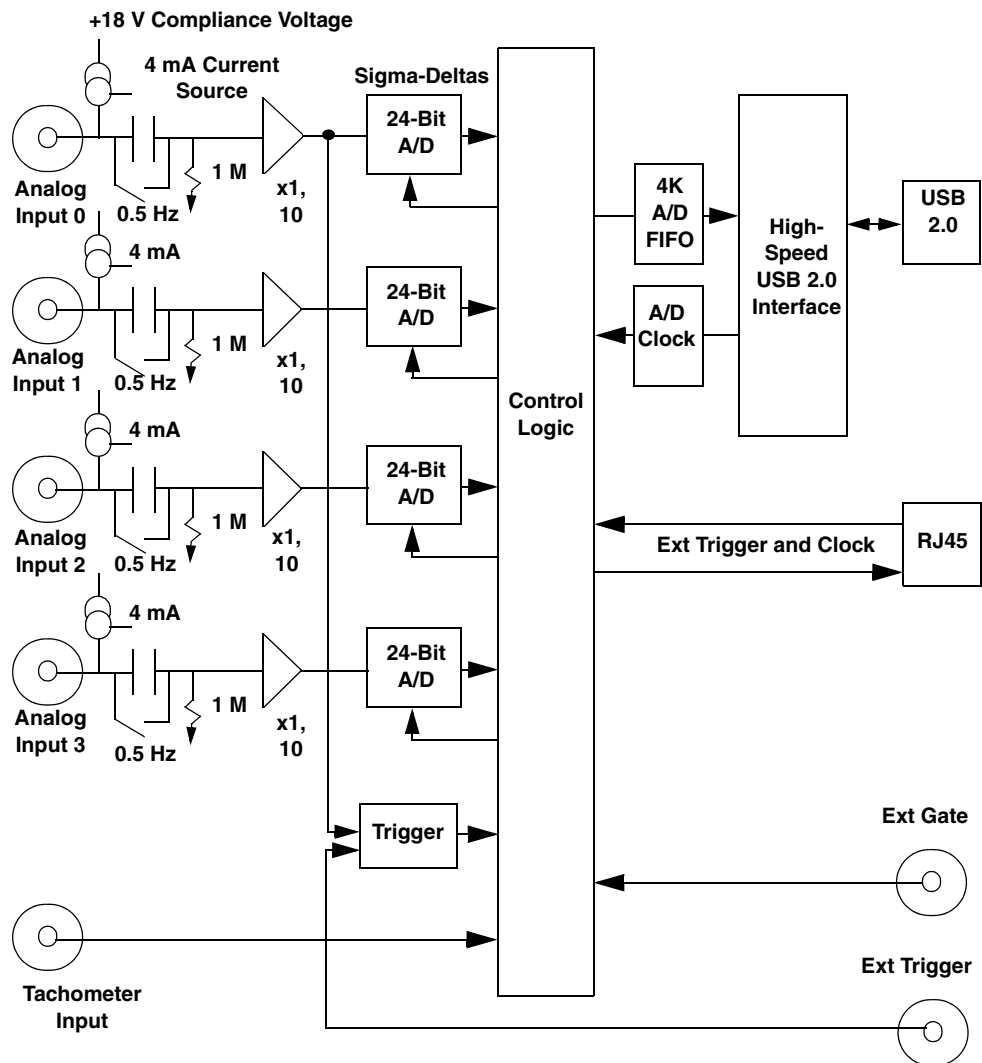 +18 V Compliance Voltage
4 mA Current
Source
Sigma-Deltas
24-Bit
A/D
Analog
Input 0
0.5 Hz
1 M
x1,
10
4 mA
24-Bit
A/D
Analog
Input 1
0.5 Hz
1 M
x1,
10
4 mA
24-Bit
A/D
Analog
Input 2
0.5 Hz
1 M
x1,
10
4 mA
24-Bit
A/D
Analog
Input 3
0.5 Hz
1 M
x1,
10
Trigger
Tachometer
Input
Control
Logic
4K
A/D
FIFO
A/D
Clock
High-
Speed
USB 2.0
Interface
USB
2.0
Ext Trigger and Clock
RJ45
Ext Gate
Ext Trigger